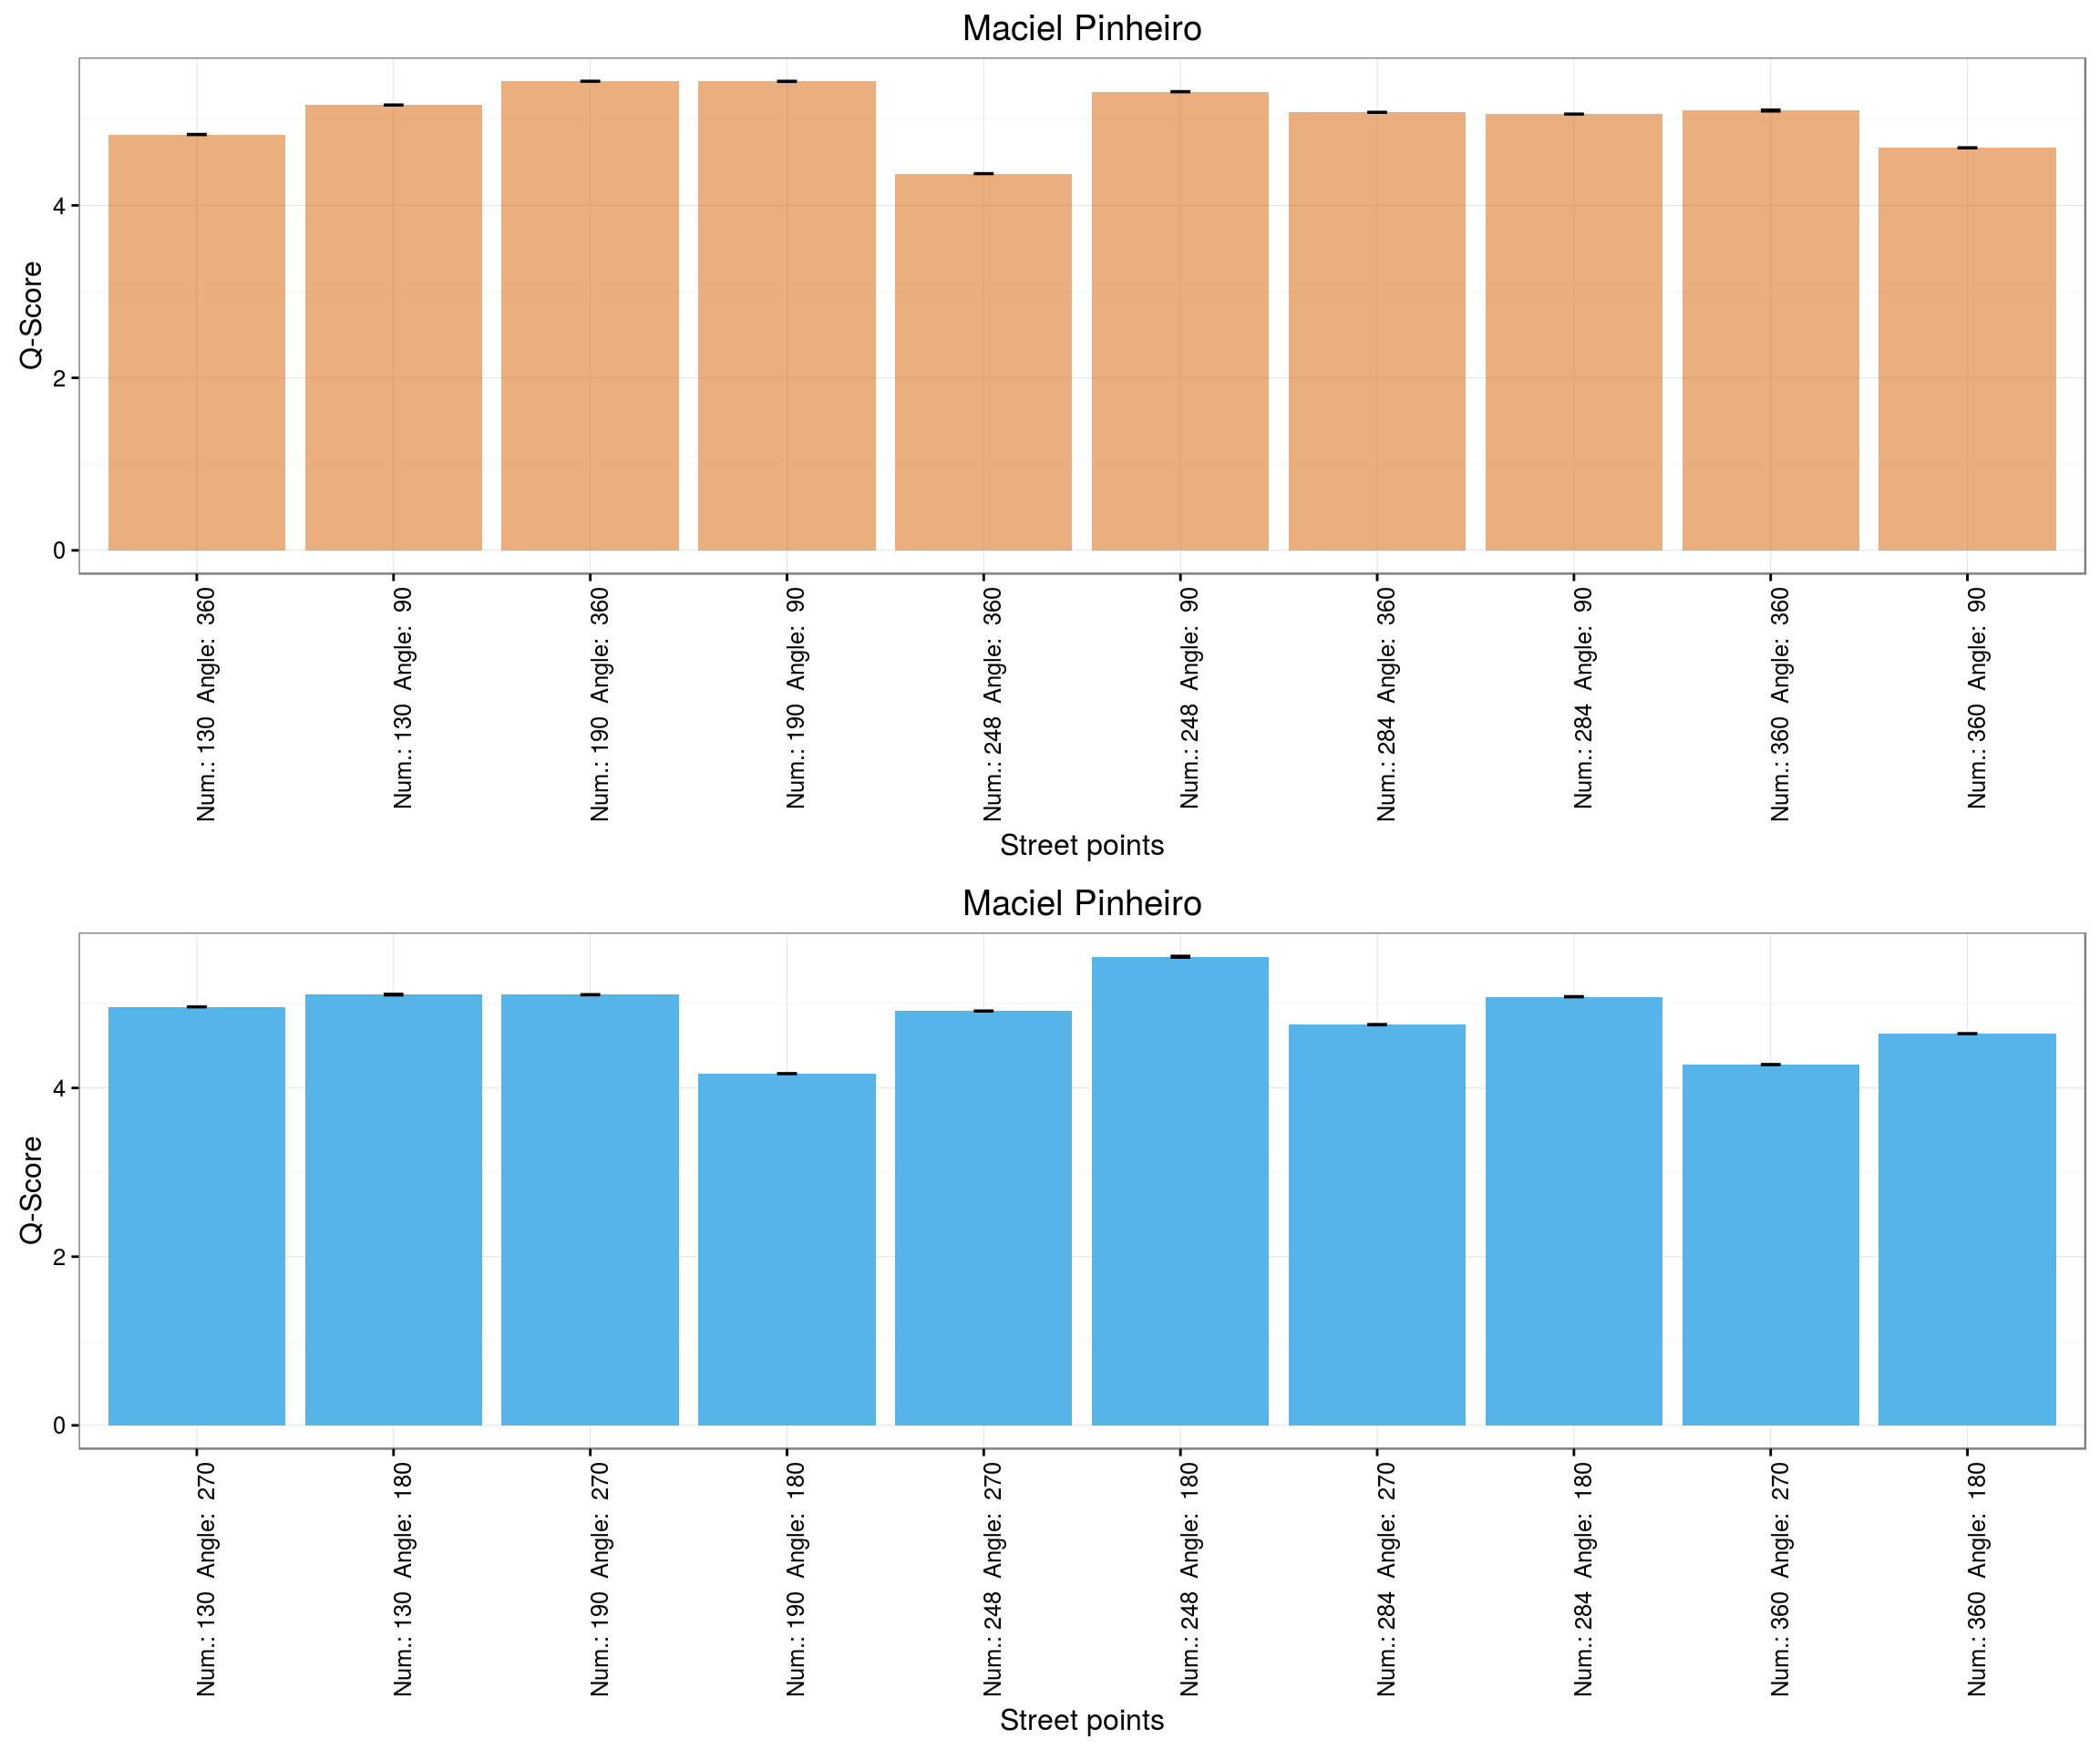 Maciel Pinheiro
Q-Score
4
2
0
Num.: 130 Angle: 360
Num.: 130 Angle: 90
Num.: 190 Angle: 360
Num.: 190 Angle: 90
Num.: 248 Angle: 360
Num.: 248 Angle: 90
Num.: 284 Angle: 360
Num.: 284 Angle: 90
Num.: 360 Angle: 360
Num.: 360 Angle: 90
Street points
Maciel Pinheiro
Q-Score
4
2
0
Num.: 130 Angle: 270
Num.: 130 Angle: 180
Num.: 190 Angle: 270
Num.: 190 Angle: 180
Num.: 248 Angle: 270
Num.: 248 Angle: 180
Num.: 284 Angle: 270
Num.: 284 Angle: 180
Num.: 360 Angle: 270
Num.: 360 Angle: 180
Street points